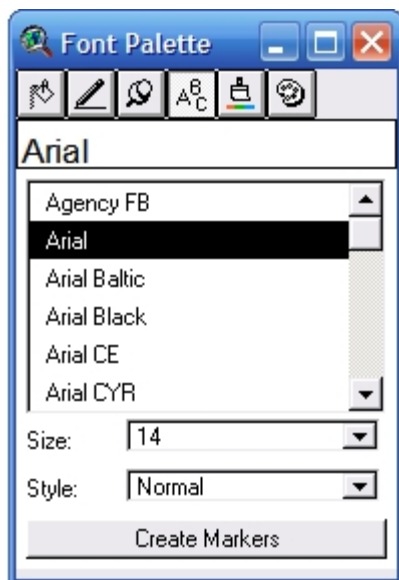 Font Palette
A B C
Arial
Agency FB
Arial
Arial Baltic
Arial Black
Arial CE
Arial CYR
Size: 14
Style: Normal
Create Markers